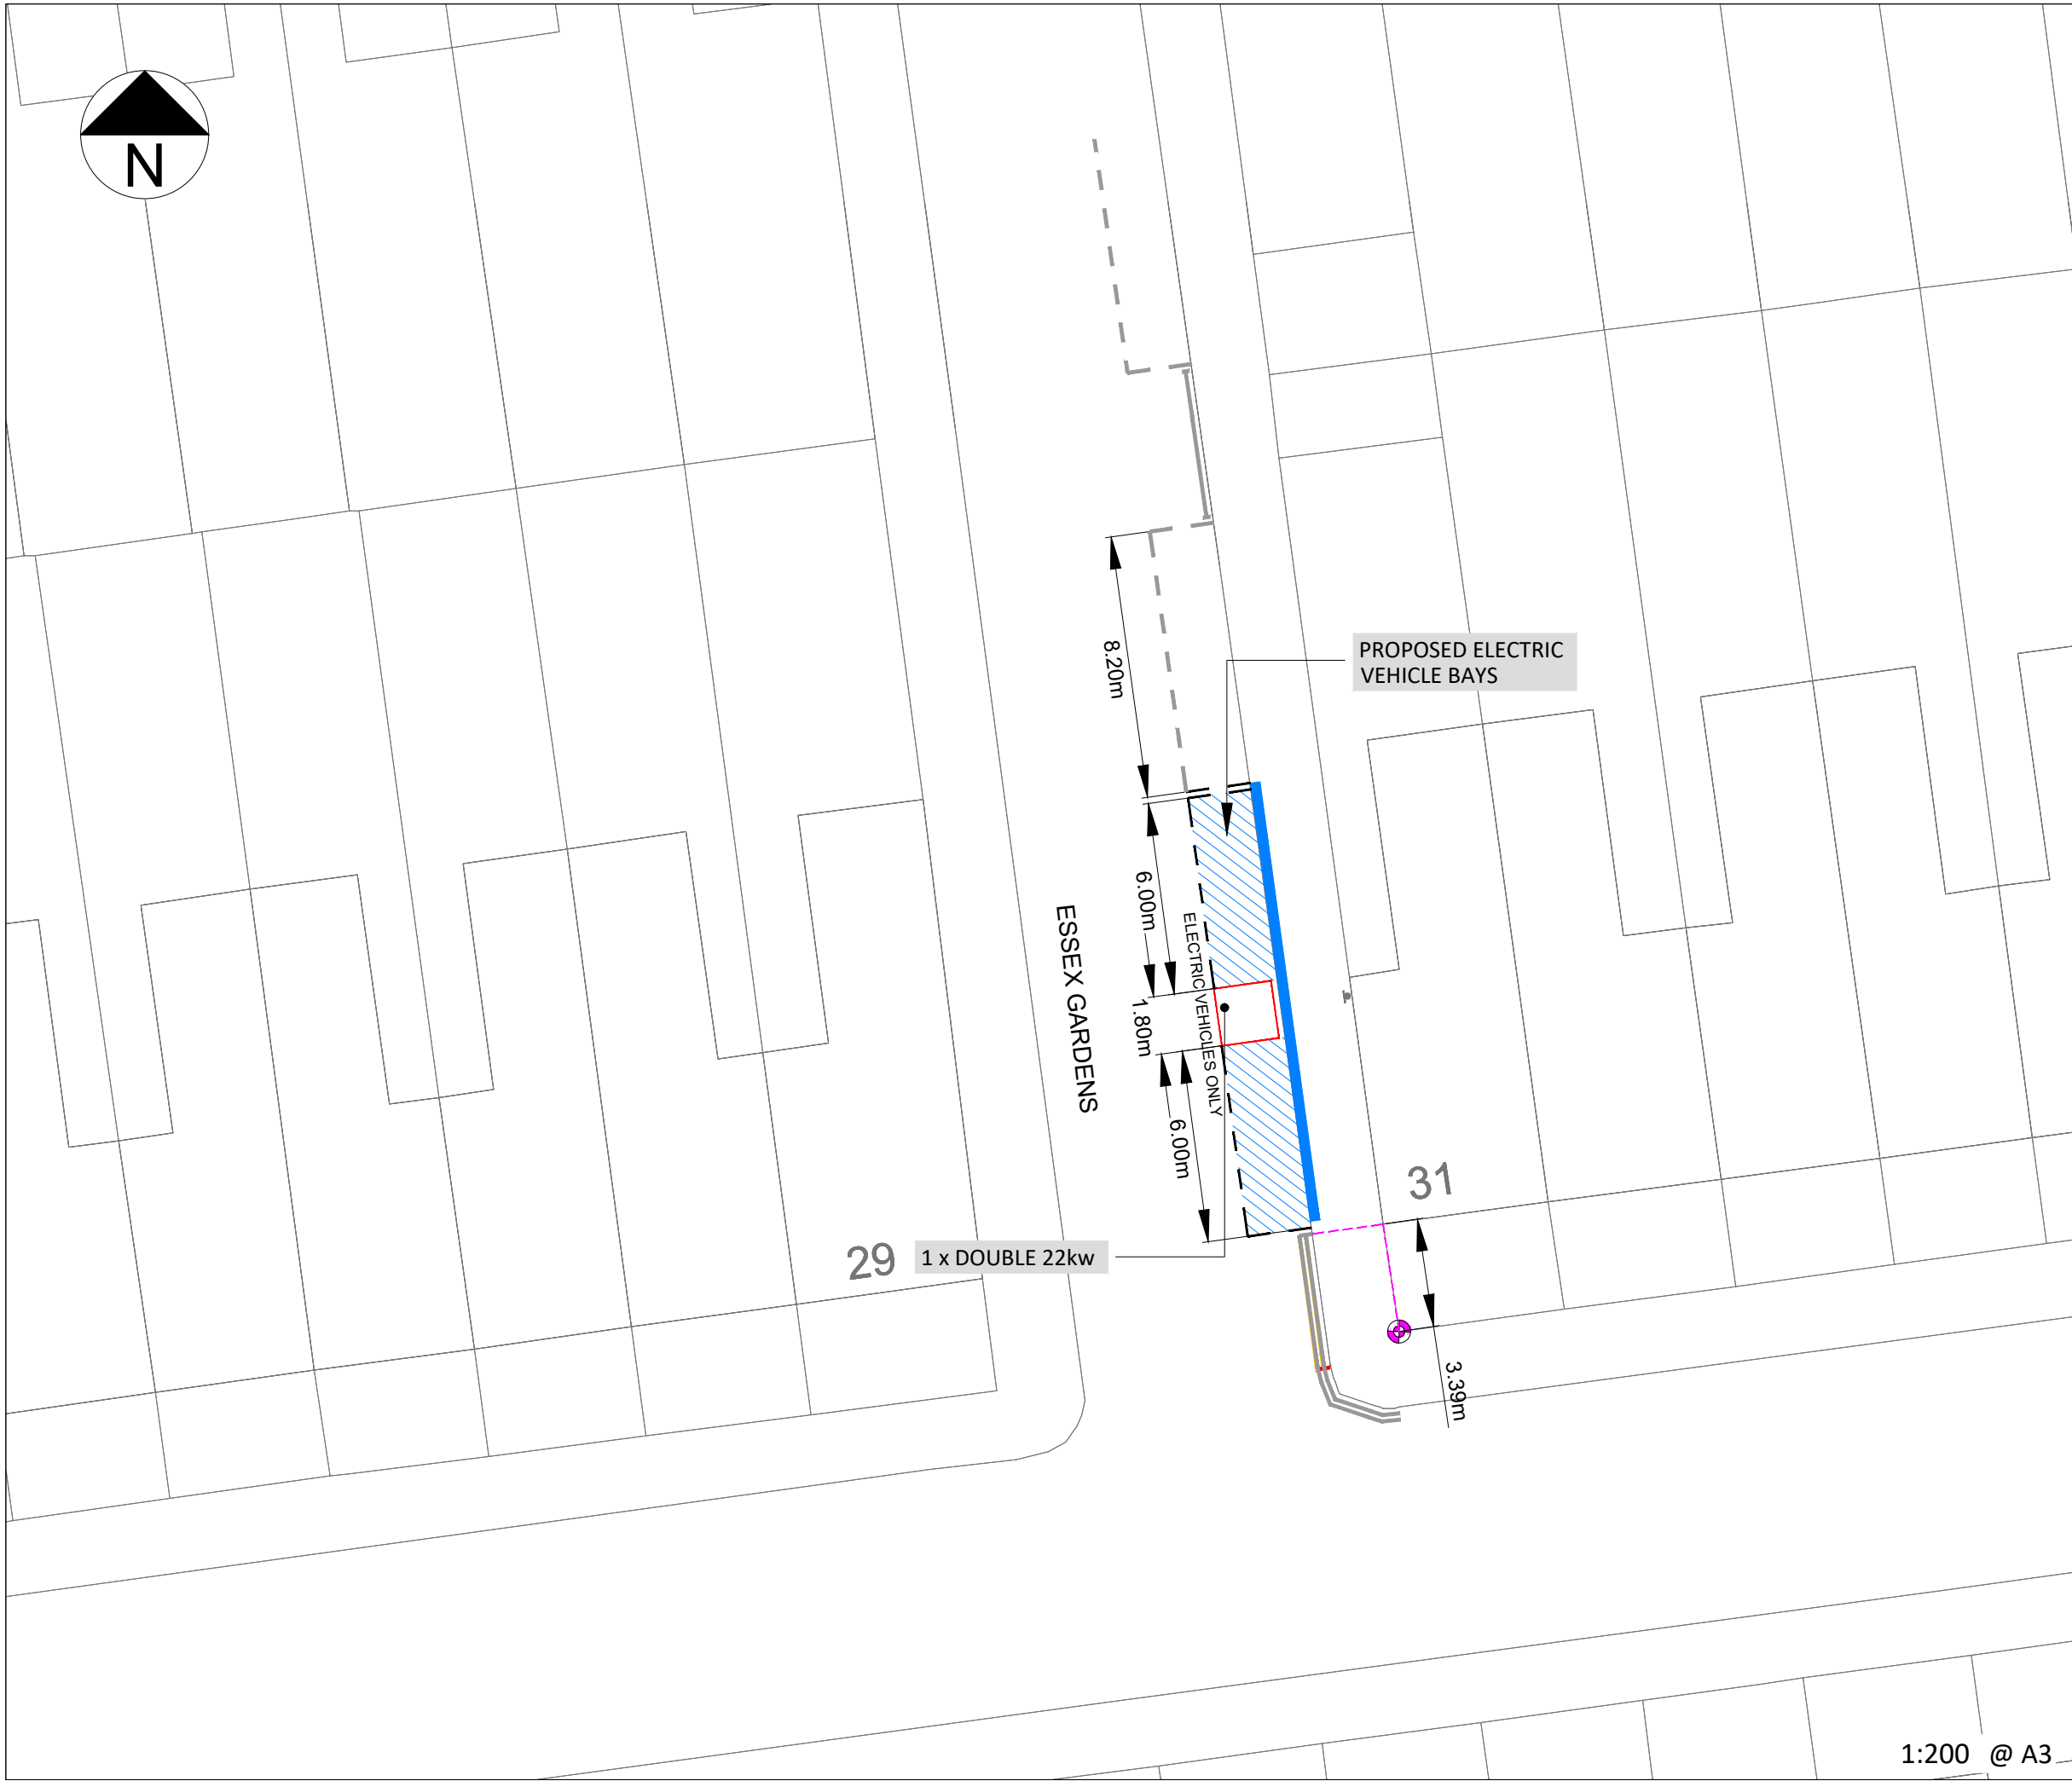 N
8.20m
PROPOSED ELECTRIC
VEHICLE BAYS
6.00m
ELECTRIC VEHICLES ONLY
ESSEX GARDENS
1.80m
6.00m
31
29
1 x DOUBLE 22kw
3.39m
1:200 @ A3